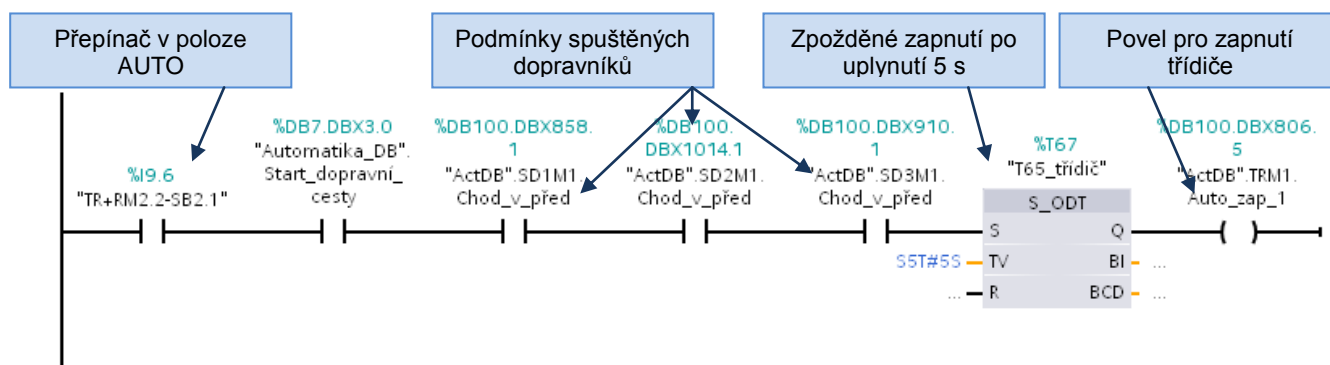 Přepínač v poloze
AUTO
Podmínky spuštěných
dopravníků
Zpožděné zapnutí po
uplynutí 5 s
Povel pro zapnutí
třídiče
%I9.6
"TR+RM2.2-SB2.1"
%DB7.DBX3.0
"Automatika_DB".
Start_dopravní_
cesty
%DB100.DBX858.
1
"ActDB".SD1M1.
Chod_v_před
%DB100.
DBX1014.1
"ActDB".SD2M1.
Chod_v_před
%DB100.DBX910.
1
"ActDB".SD3M1.
Chod_v_před
%T67
"T65_třídič"
S_ODT
S Q
S5T#5S TV BI ...
... R BCD ...
%DB100.DBX806.
5
"ActDB".TRM1.
Auto_zap_1